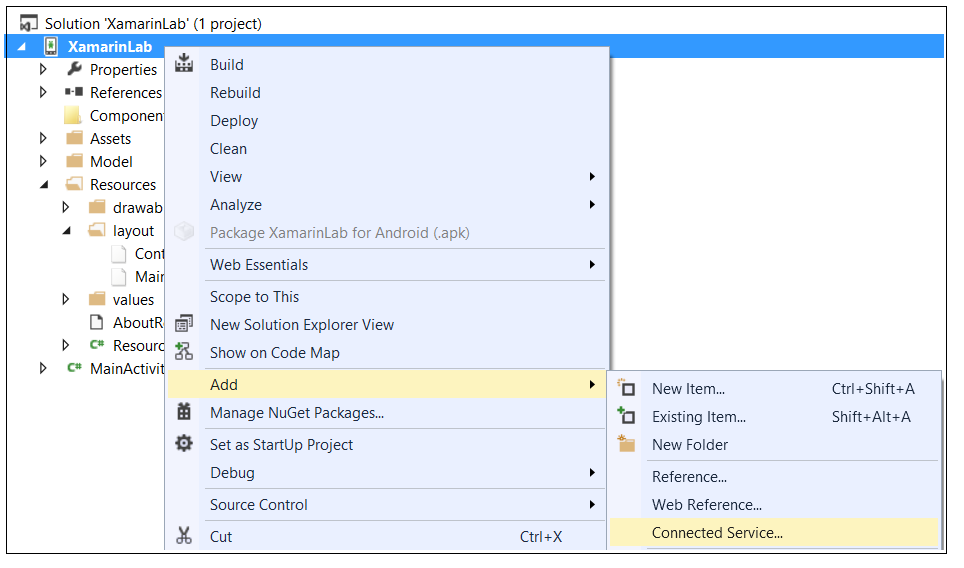 Solution 'XamarinLab' (1 project)
XamarinLab
Properties
References
Componen
Assets
Model
Resources
drawab
layout
Cont
Main
values
AboutR
C# Resourc
C# MainActivit
Build
Rebuild
Deploy
Clean
View
Analyze
Package XamarinLab for Android (.apk)
Web Essentials
Scope to This
New Solution Explorer View
Show on Code Map
Add
Manage NuGet Packages...
Set as StartUp Project
Debug
Source Control
Cut Ctrl+X
New Item... Ctrl+Shift+A
Existing Item... Shift+Alt+A
New Folder
Reference...
Web Reference...
Connected Service...